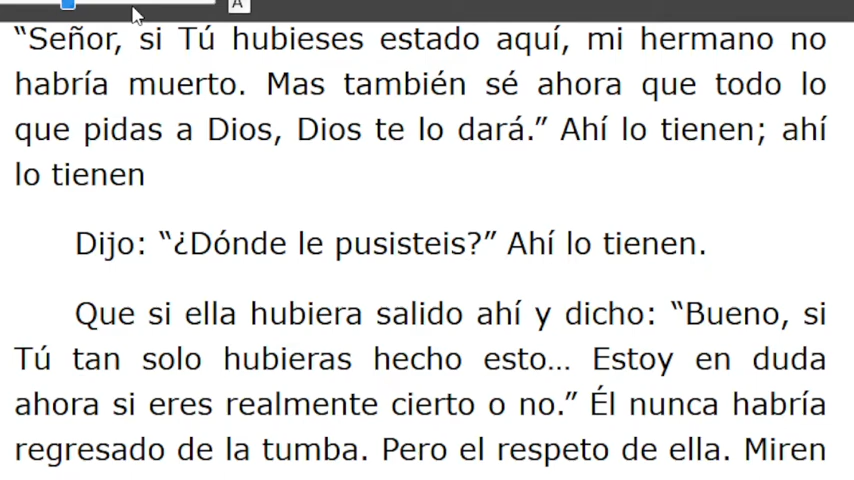 A
“Señor, si Tú hubieses estado aquí, mi hermano no
habría muerto. Mas también sé ahora que todo lo
que pidas a Dios, Dios te lo dará.” Ahí lo tienen; ahí
lo tienen
Dijo: “¿Dónde le pusisteis?” Ahí lo tienen.
Que si ella hubiera salido ahí y dicho: “Bueno, si
Tú tan solo hubieras hecho esto... Estoy en duda
ahora si eres realmente cierto o no.” Él nunca habría
regresado de la tumba. Pero el respeto de ella. Miren